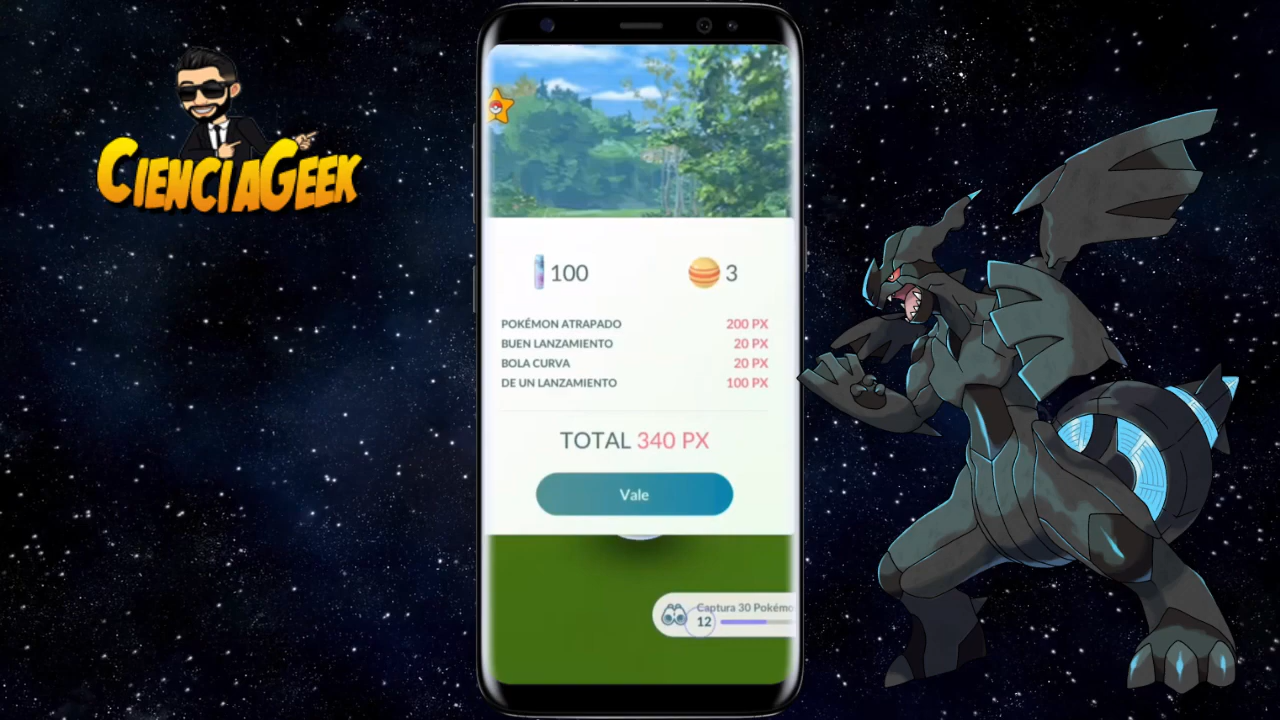 CIENCIAGEEK
100
3
POKÉMON ATRAPADO 200 PX
BUEN LANZAMIENTO 20 PX
BOLA CURVA 20 PX
DE UN LANZAMIENTO 100 PX
TOTAL 340 PX
Vale
Captura 30 Pokémo
12